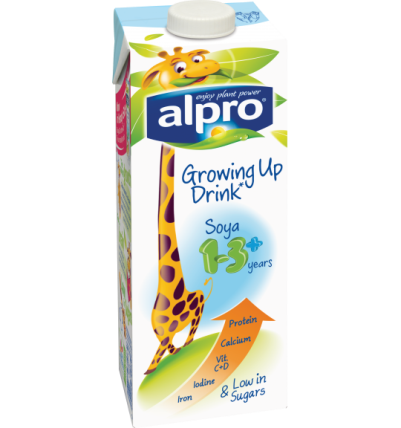 enjoy plant power
alpro®
Growing Up
Drink*
Soya
1-3+
years
Protein
Calcium
Vit.
C+D
Iodine
Iron
& Low in
Sugars